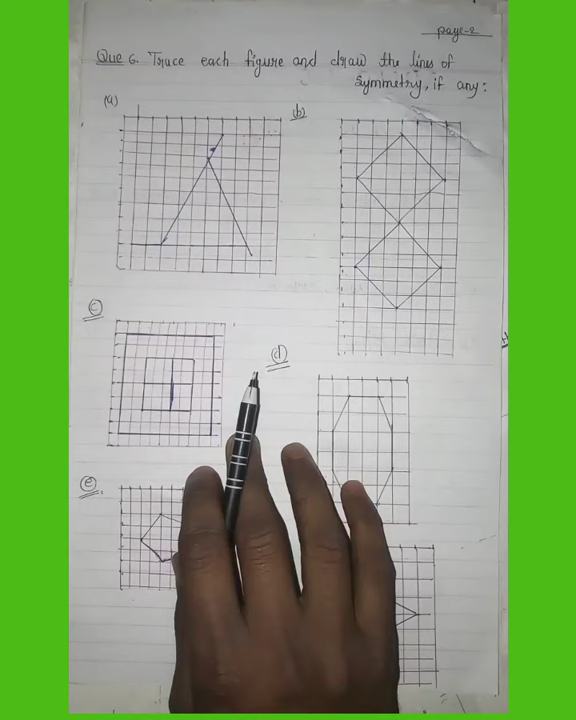 page-2
Que 6. Trace each figure and draw the lines of
symmetry, if any:
(a)
(b)
(c)
(d)
(e)